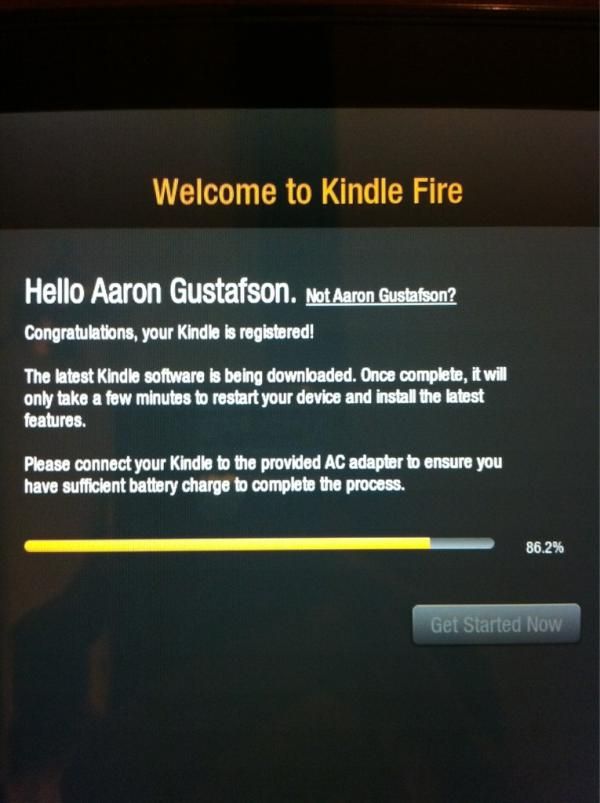 Welcome to Kindle Fire
Hello Aaron Gustafson. Not Aaron Gustafson?
Congratulations, your Kindle is registered!
The latest Kindle software is being downloaded. Once complete, it will
only take a few minutes to restart your device and install the latest
features.
Please connect your Kindle to the provided AC adapter to ensure you
have sufficient battery charge to complete the process.
86.2%
Get Started Now